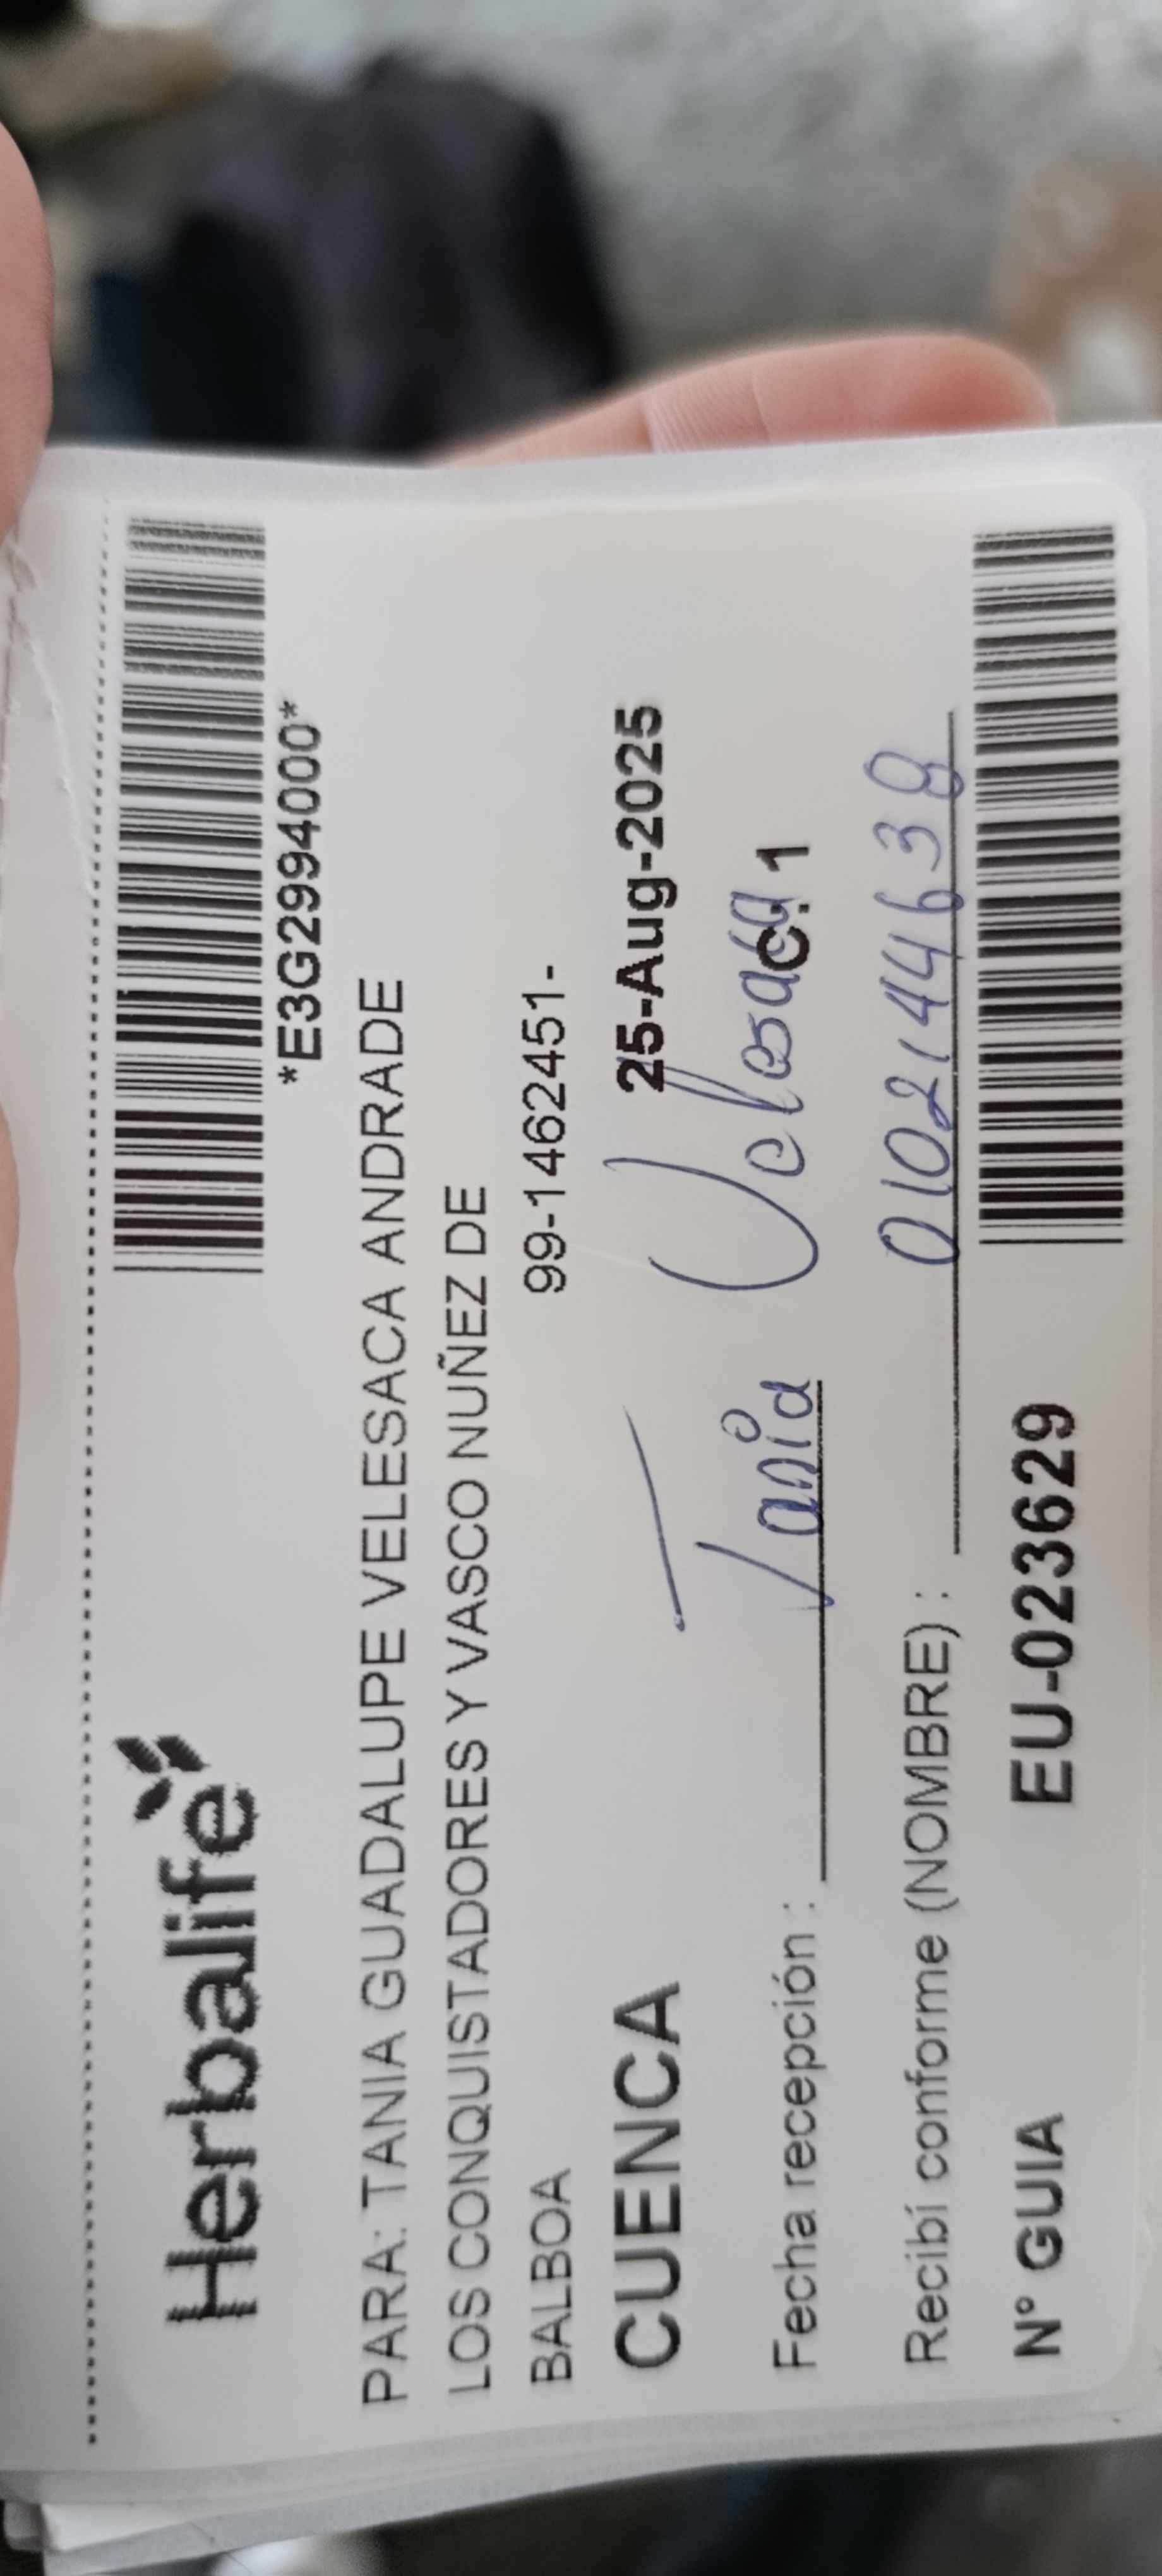 Herbalife
*E3G2994000*
PARA: TANIA GUADALUPE VELESACA ANDRADE
LOS CONQUISTADORES Y VASCO NUÑEZ DE
BALBOA 99-1462451-
CUENCA 25-Aug-2025
Tania Velesaca
Fecha recepción : C. 1
0102144638
Recibí conforme (NOMBRE) :
N° GUIA EU-023629